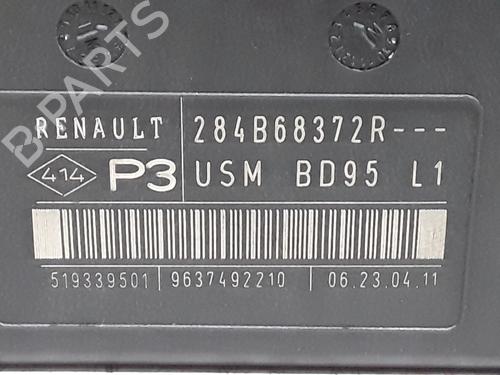 RENAULT 284B68372R---
414 P3 USM BD95 L1
519339501 9637492210 06.23.04.11
B-PARTS